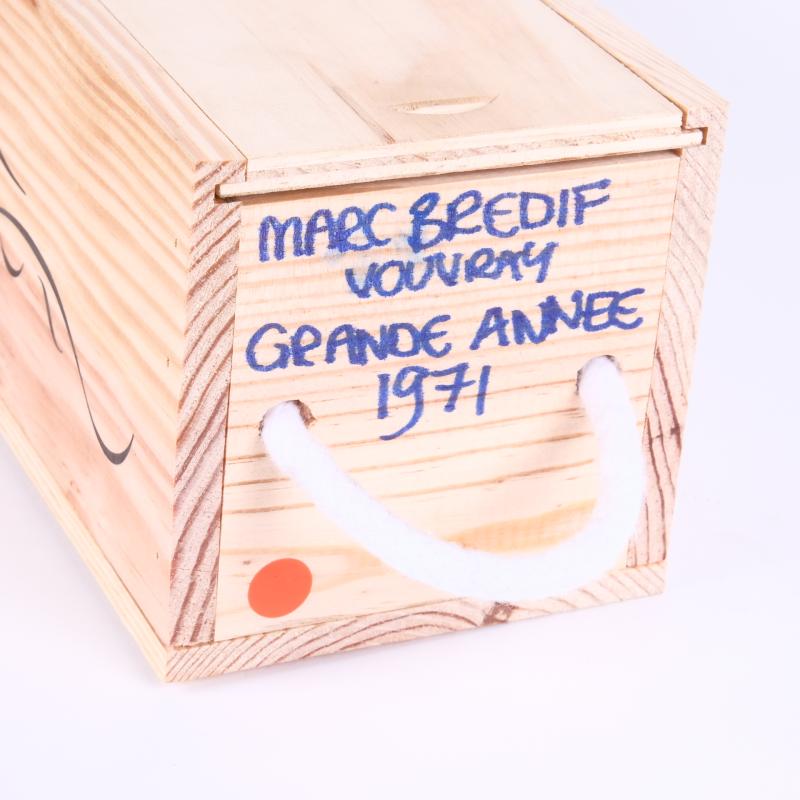 MARC BREDIF
VOUVRAY
GRANDE ANNEE
1971